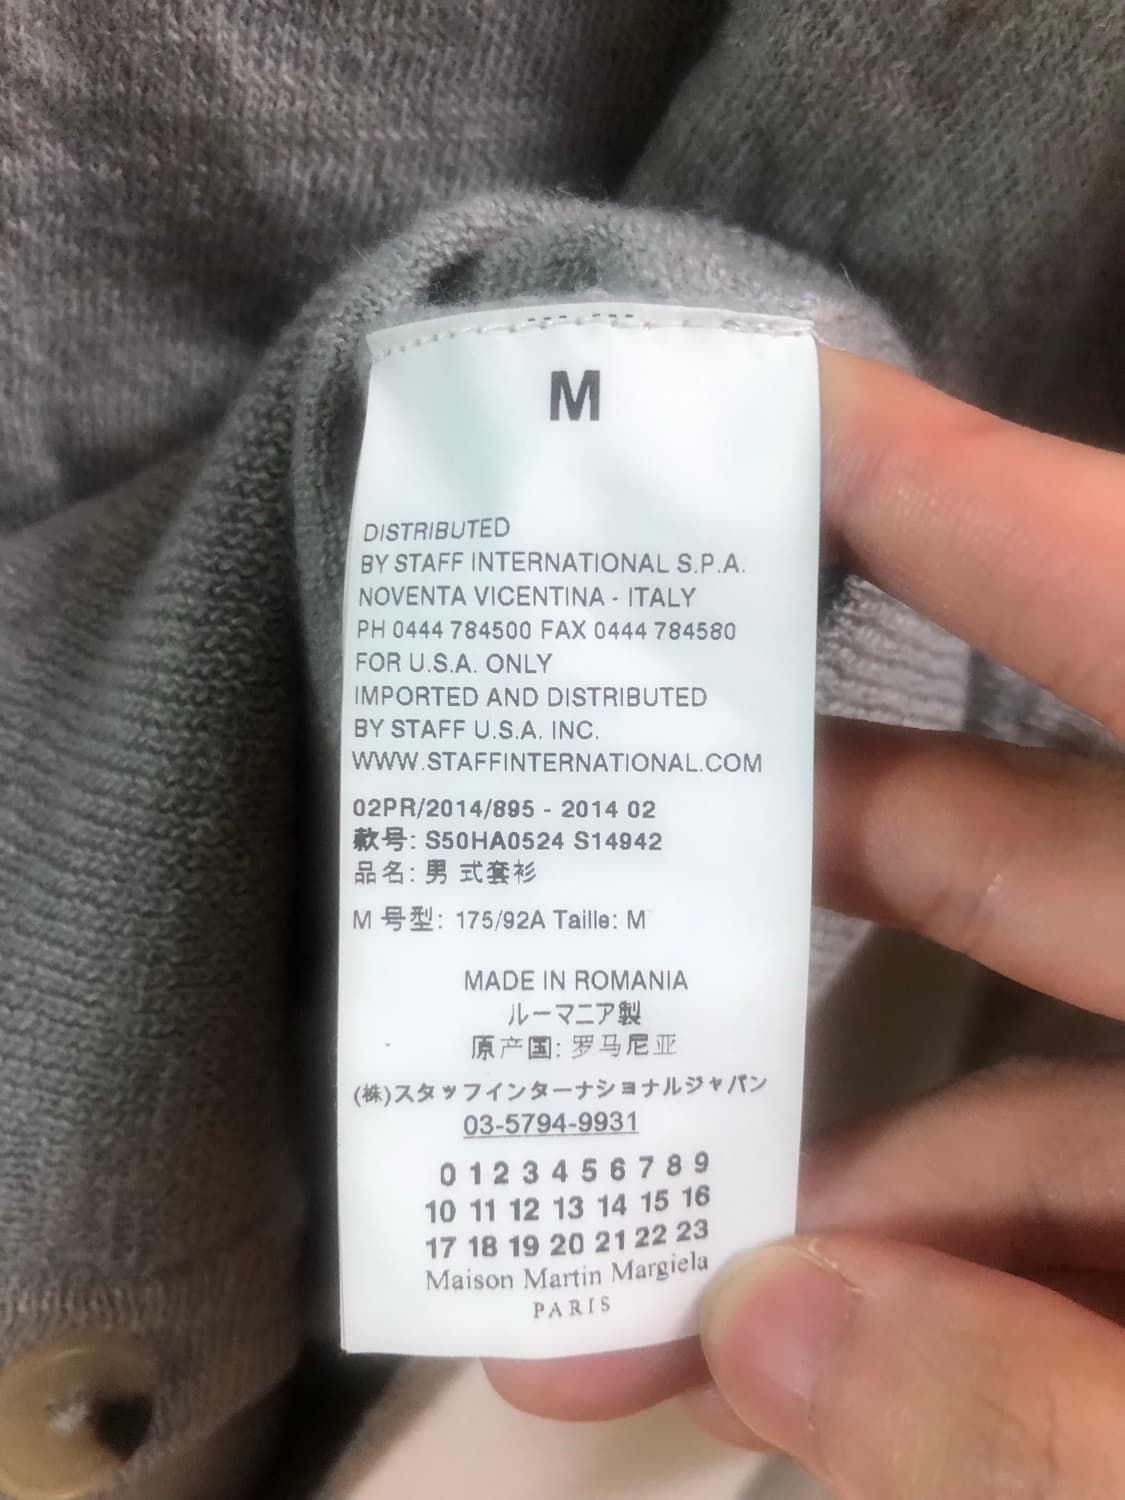 M
DISTRIBUTED
BY STAFF INTERNATIONAL S.P.A.
NOVENTA VICENTINA - ITALY
PH 0444 784500 FAX 0444 784580
FOR U.S.A. ONLY
IMPORTED AND DISTRIBUTED
BY STAFF U.S.A. INC.
WWW.STAFFINTERNATIONAL.COM
02PR/2014/895 - 2014 02
款号: S50HA0524 S14942
品名: 男 式套衫
M 号型: 175/92A Taille: M
MADE IN ROMANIA
ルーマニア製
原产国: 罗马尼亚
(株)スタッフインターナショナルジャパン
03-5794-9931
0 1 2 3 4 5 6 7 8 9
10 11 12 13 14 15 16
17 18 19 20 21 22 23
Maison Martin Margiela
PARIS